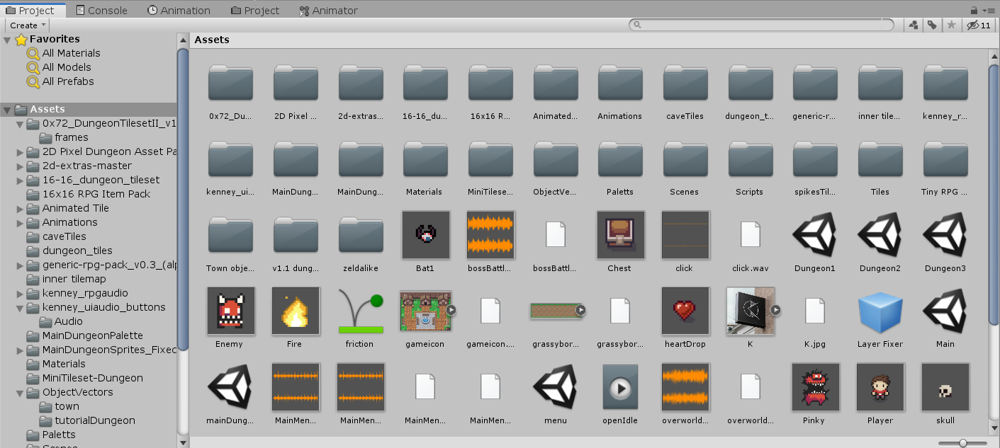 Project Console Animation Project Animator
Create 11
Favorites
All Materials
All Models
All Prefabs
Assets
0x72_DungeonTilesetII_v1
frames
2D Pixel Dungeon Asset Pa
2d-extras-master
16-16_dungeon_tileset
16x16 RPG Item Pack
Animated Tile
Animations
caveTiles
dungeon_tiles
generic-rpg-pack_v0.3_(alp
inner tilemap
kenney_rpgaudio
kenney_uiaudio_buttons
Audio
MainDungeonPalette
MainDungeonSprites_Fixec
Materials
MiniTileset-Dungeon
ObjectVectors
town
tutorialDungeon
Paletts
Scenes
Assets
0x72_Du... 2D Pixel ... 2d-extras... 16-16_du... 16x16 R... Animated... Animations caveTiles dungeon_t... generic-r... inner tile... kenney_r...
kenney_ui... MainDung... MainDung... Materials MiniTilese... ObjectVe... Paletts Scenes Scripts spikesTil... Tiles Tiny RPG ...
Town obje... v1.1 dung... zeldalike Bat1 bossBattl... bossBattl... Chest click click.wav Dungeon1 Dungeon2 Dungeon3
Enemy Fire friction gameicon gameicon.... grassybor... grassybor... heartDrop K K.jpg Layer Fixer Main
mainDung... MainMen... MainMen... MainMen... MainMen... menu openIdle overworld... overworld... Pinky Player skull